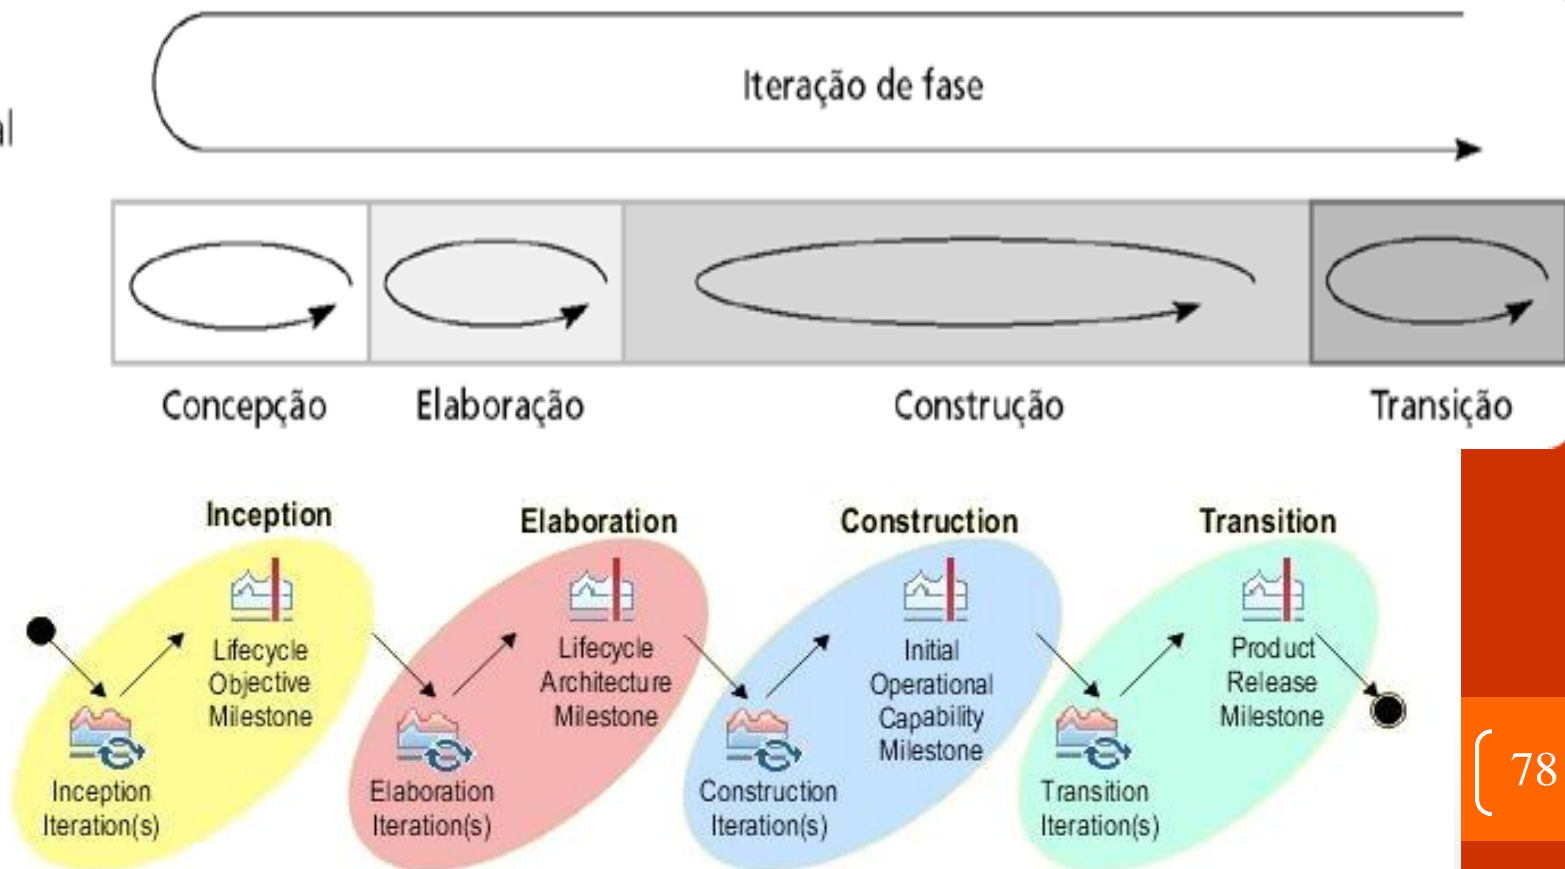 Iteração de fase
al
Concepção Elaboração Construção Transição
Inception Elaboration Construction Transition
Lifecycle
Objective
Milestone
Inception
Iteration(s)
Lifecycle
Architecture
Milestone
Elaboration
Iteration(s)
Initial
Operational
Capability
Milestone
Construction
Iteration(s)
Product
Release
Milestone
Transition
Iteration(s)
78